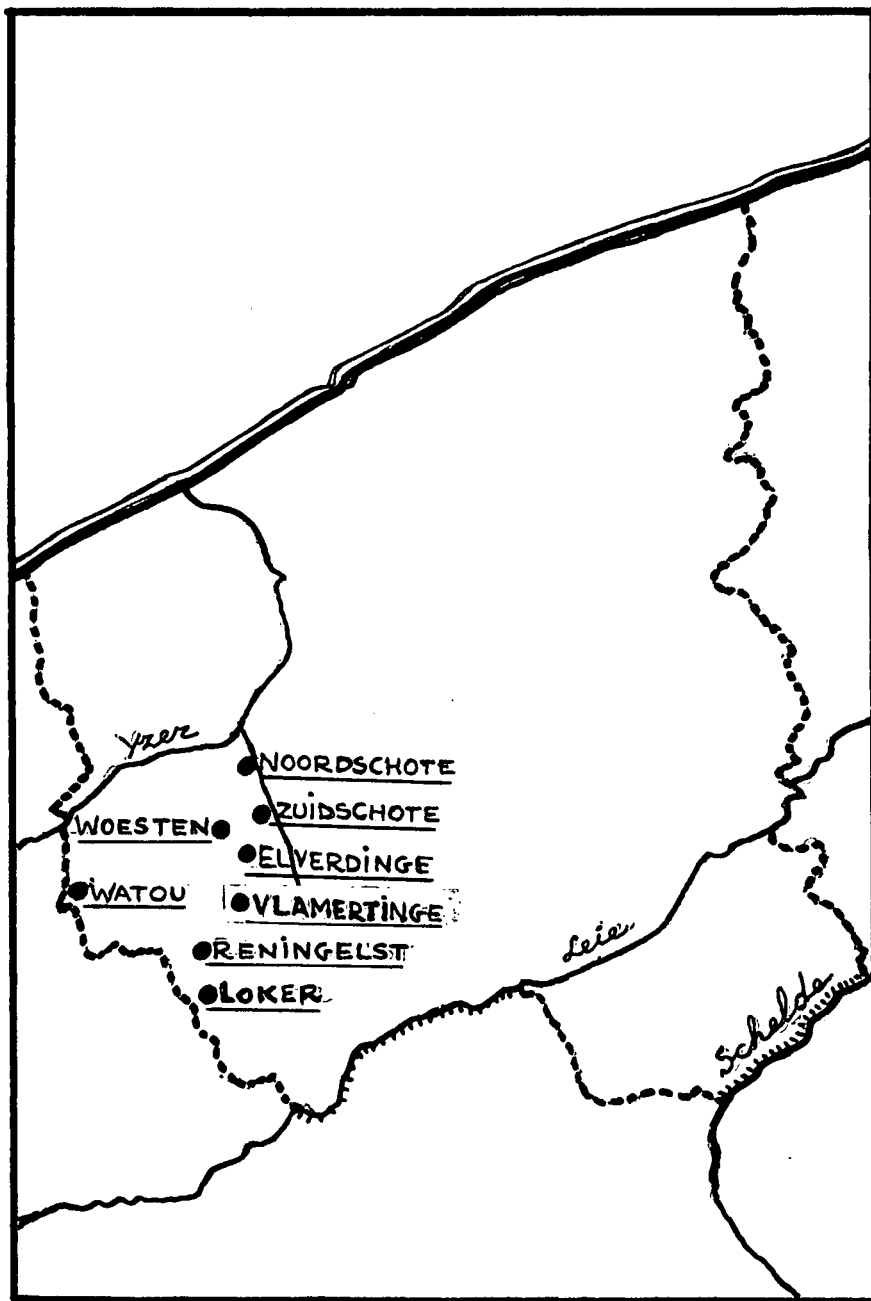 Yzer
NOORDSCHOTE
ZUIDSCHOTE
WOESTEN
ELVERDINGE
WATOU
VLAMERTINGE
RENINGELST
LOKER
Leie
Schelde